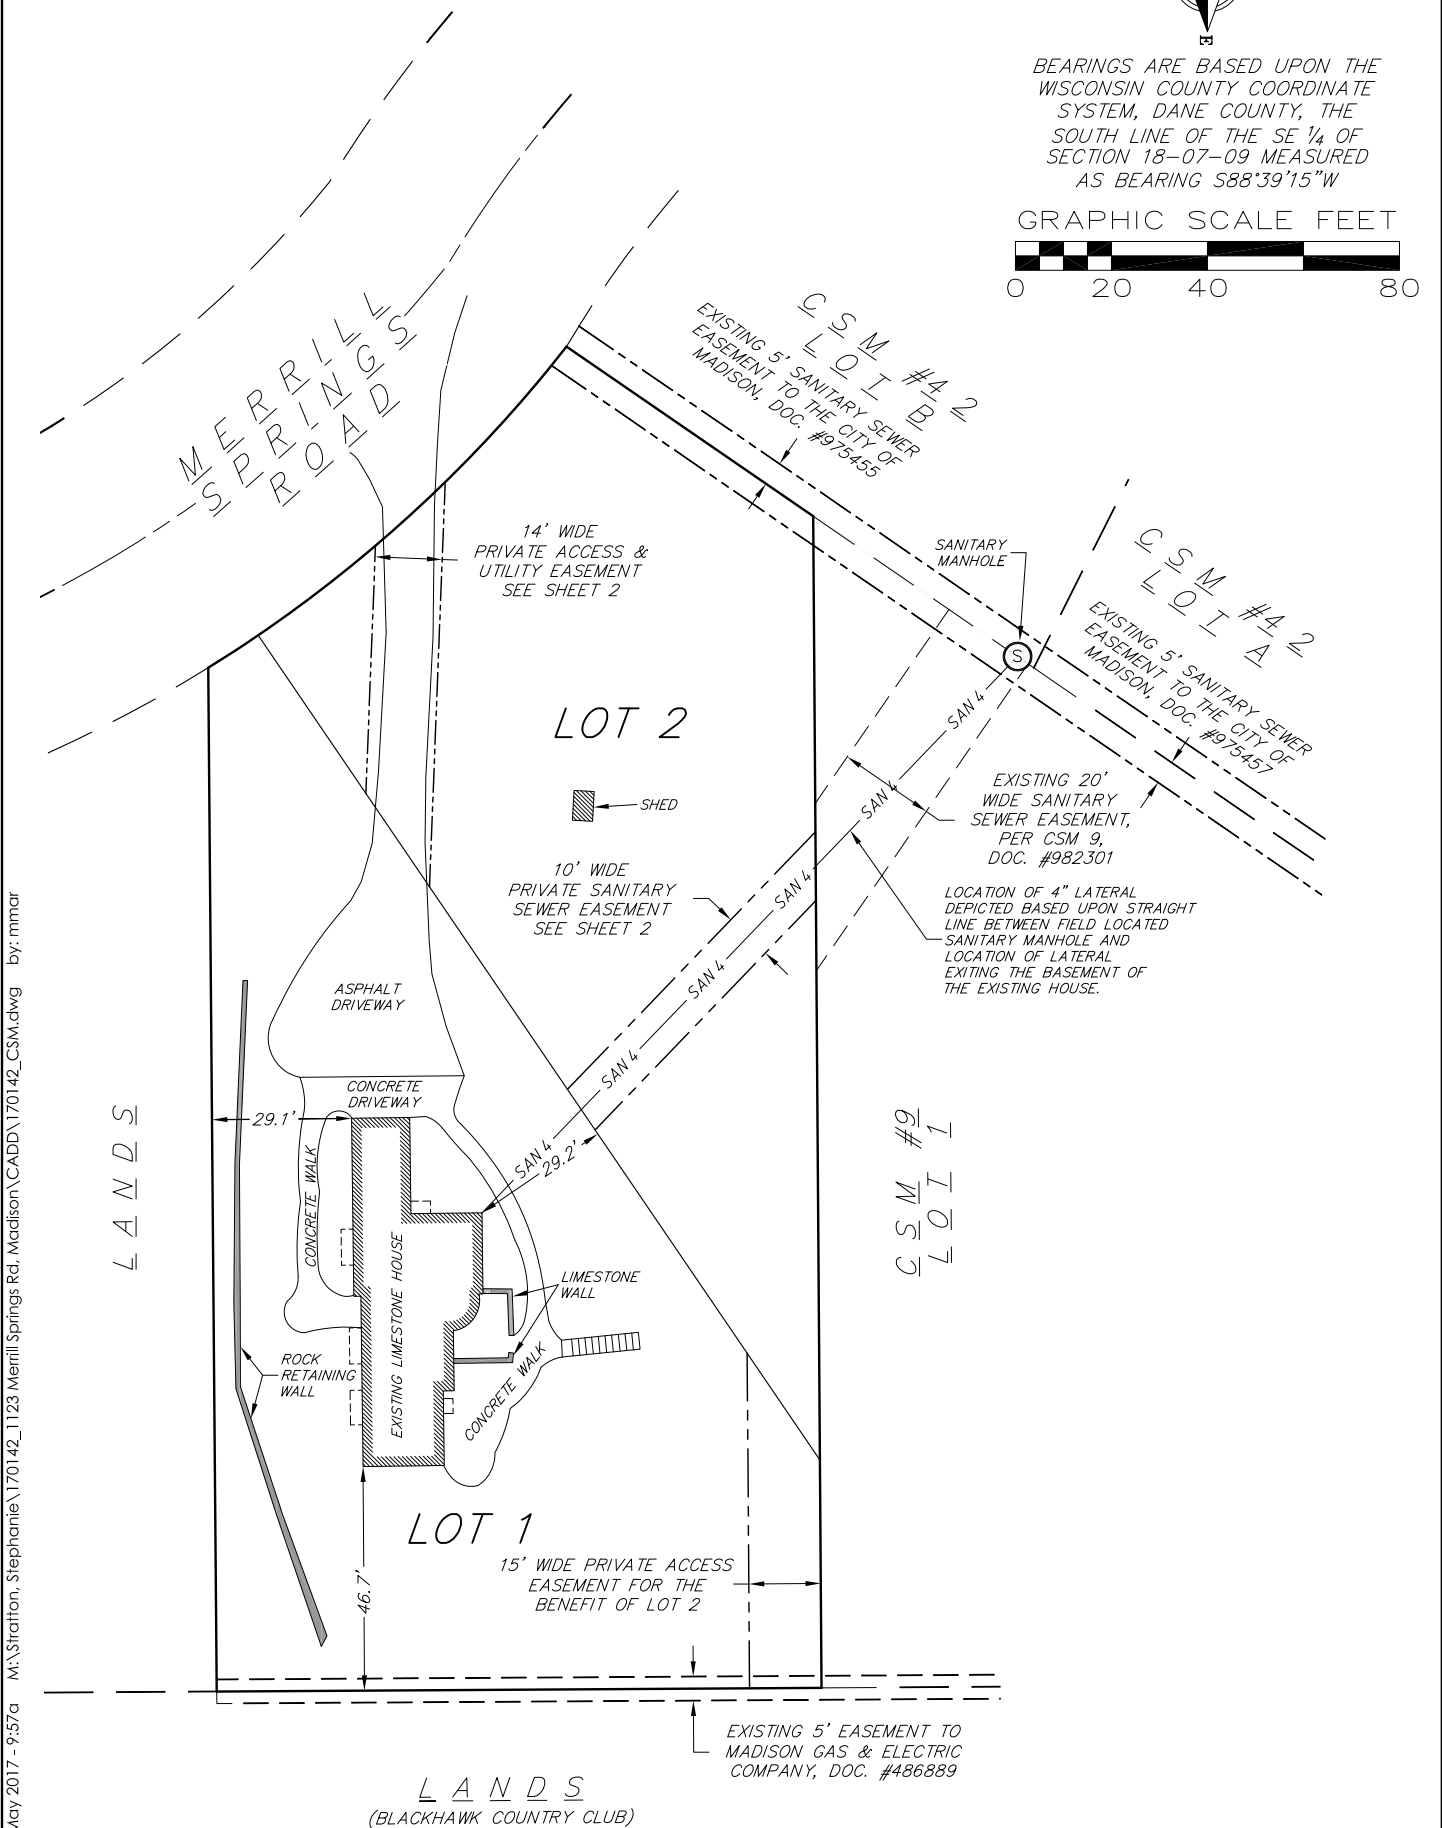 E
BEARINGS ARE BASED UPON THE
WISCONSIN COUNTY COORDINATE
SYSTEM, DANE COUNTY, THE
SOUTH LINE OF THE SE 1/4 OF
SECTION 18-07-09 MEASURED
AS BEARING S88°39'15"W
GRAPHIC SCALE FEET
0 20 40 80
MERRILL
SPRINGS
ROAD
CSM #42
LOT B
EXISTING 5' SANITARY SEWER
EASEMENT TO THE CITY OF
MADISON, DOC. #975455
14' WIDE
PRIVATE ACCESS &
UTILITY EASEMENT
SEE SHEET 2
SANITARY
MANHOLE
S
CSM #42
LOT A
EXISTING 5' SANITARY SEWER
EASEMENT TO THE CITY OF
MADISON, DOC. #975457
LOT 2
SHED
SAN 4
SAN 4
SAN 4
SAN 4
SAN 4
SAN 4
EXISTING 20'
WIDE SANITARY
SEWER EASEMENT,
PER CSM 9,
DOC. #982301
10' WIDE
PRIVATE SANITARY
SEWER EASEMENT
SEE SHEET 2
LOCATION OF 4" LATERAL
DEPICTED BASED UPON STRAIGHT
LINE BETWEEN FIELD LOCATED
SANITARY MANHOLE AND
LOCATION OF LATERAL
EXITING THE BASEMENT OF
THE EXISTING HOUSE.
ASPHALT
DRIVEWAY
CONCRETE
DRIVEWAY
29.1'
29.2'
CONCRETE WALK
EXISTING LIMESTONE HOUSE
LIMESTONE
WALL
CONCRETE WALK
ROCK
RETAINING
WALL
LANDS
CSM #9
LOT 1
LOT 1
46.7'
15' WIDE PRIVATE ACCESS
EASEMENT FOR THE
BENEFIT OF LOT 2
EXISTING 5' EASEMENT TO
MADISON GAS & ELECTRIC
COMPANY, DOC. #486889
LANDS
(BLACKHAWK COUNTRY CLUB)
May 2017 - 9:57a M:\Stratton, Stephanie\170142_1123 Merrill Springs Rd, Madison\CADD\170142_CSM.dwg by: mmar